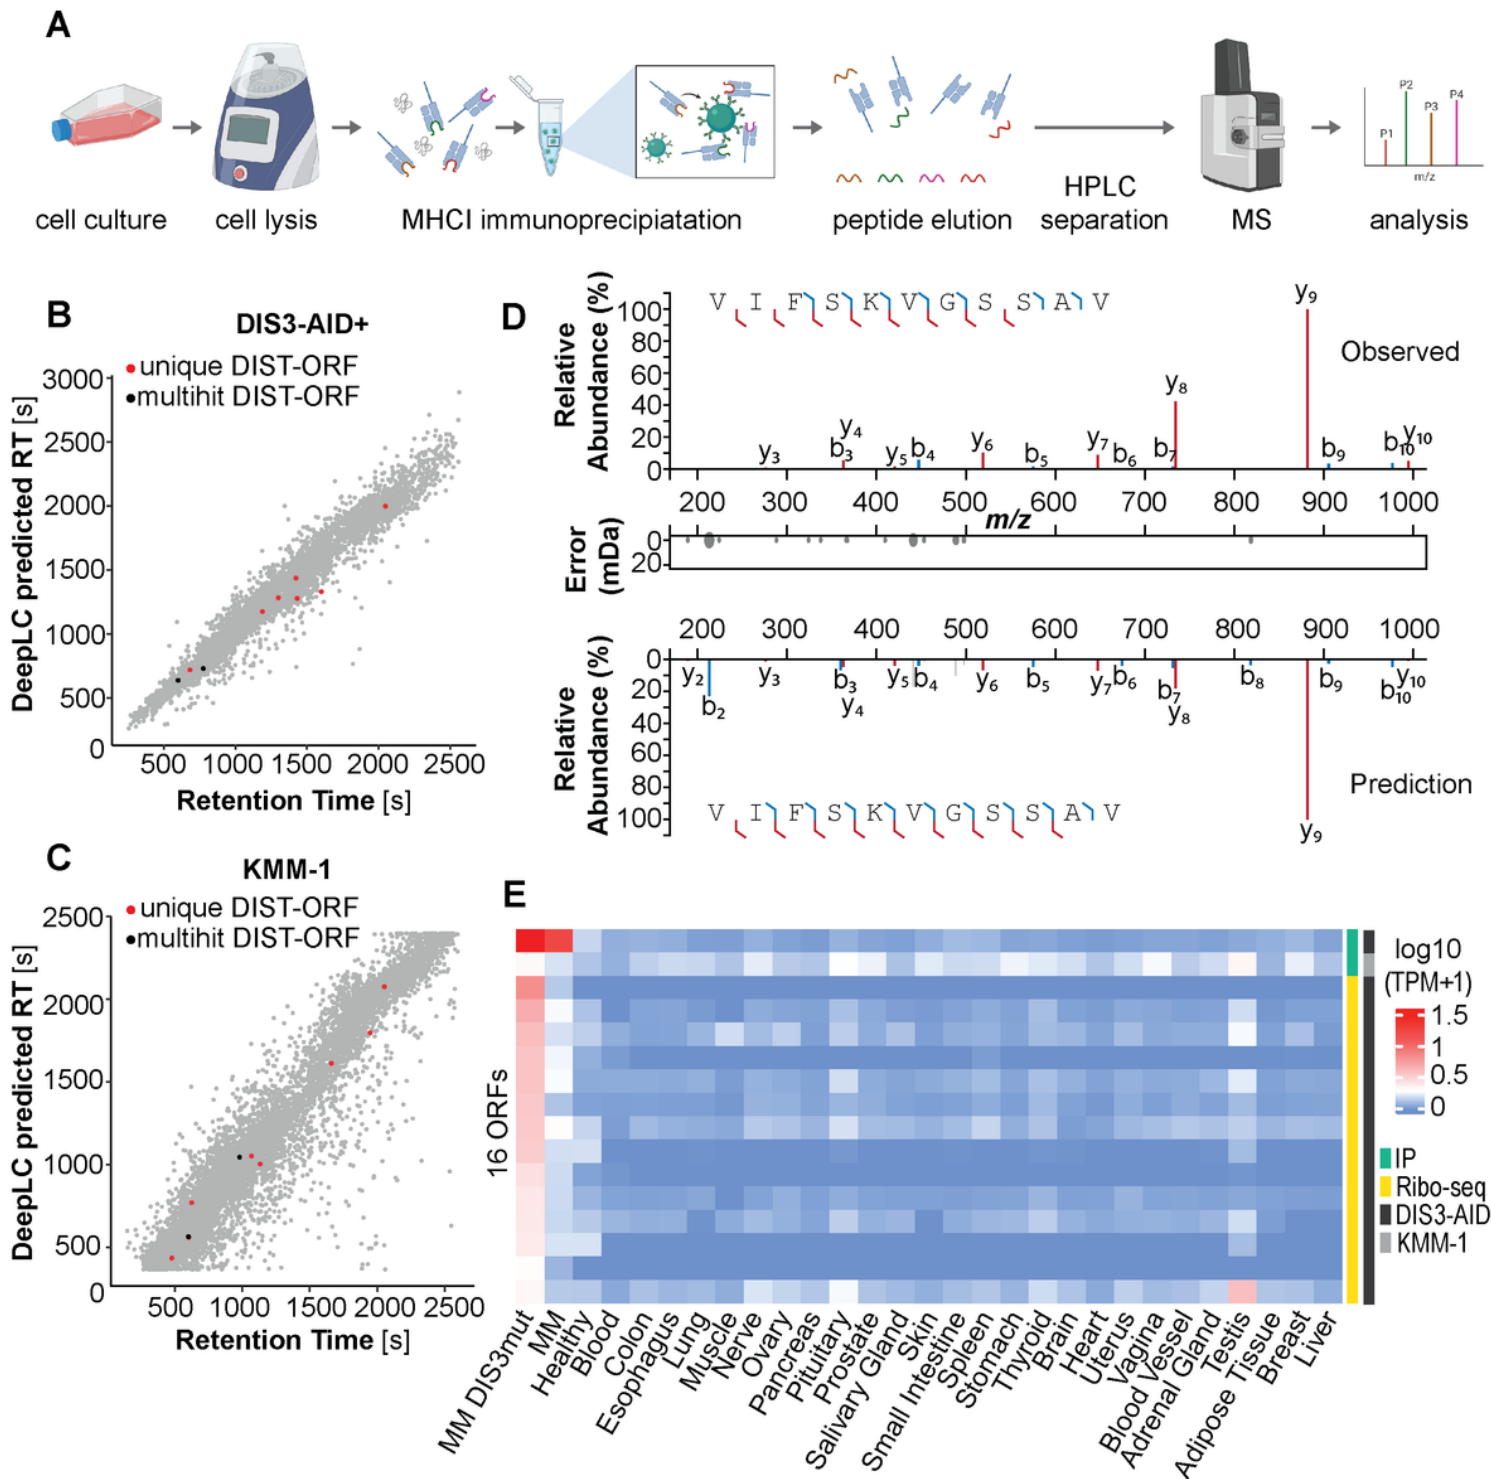 A
P1
P2
P3
P4
m/z
cell culture
cell lysis
MHCI immunoprecipiatation
peptide elution
HPLC
separation
MS
analysis
B
DIS3-AID+
unique DIST-ORF
multihit DIST-ORF
DeepLC predicted RT [s]
3000
2500
2000
1500
1000
500
0
500 1000 1500 2000 2500
Retention Time [s]
C
KMM-1
unique DIST-ORF
multihit DIST-ORF
DeepLC predicted RT [s]
2500
2000
1500
1000
500
0
500 1000 1500 2000 2500
Retention Time [s]
D
Relative
Abundance (%)
100
80
60
40
20
0
V I F S K V G S S A V
Observed
y3 b3 y4 y5 b4 y6 b5 y7 b6 b7 y8 y9 b9 b10 y10
200 300 400 500 600 700 800 900 1000
m/z
Error
(mDa)
0
20
200 300 400 500 600 700 800 900 1000
Relative
Abundance (%)
0
20
40
60
80
100
y2 b2 y3 b3 y4 y5 b4 y6 b5 y7 b6 b7 y8 b8 y9 b9 b10 y10
Prediction
V I F S K V G S S A V
E
16 ORFs
log10
(TPM+1)
1.5
1
0.5
0
IP
Ribo-seq
DIS3-AID
KMM-1
MM DIS3mut
MM
Healthy
Blood
Colon
Esophagus
Lung
Muscle
Nerve
Ovary
Pancreas
Pituitary
Prostate
Salivary Gland
Skin
Small Intestine
Spleen
Stomach
Thyroid
Brain
Heart
Uterus
Vagina
Blood Vessel
Adrenal Gland
Testis
Adipose Tissue
Breast
Liver